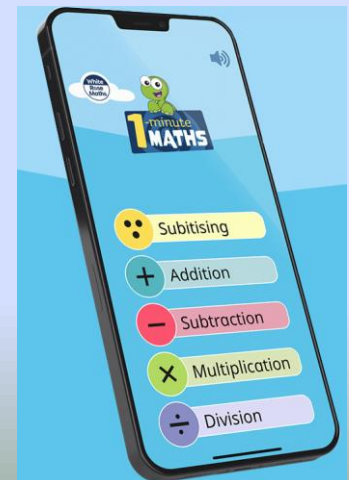 White
Rose
Maths
1-minute
MATHS
Subitising
+ Addition
− Subtraction
× Multiplication
÷ Division